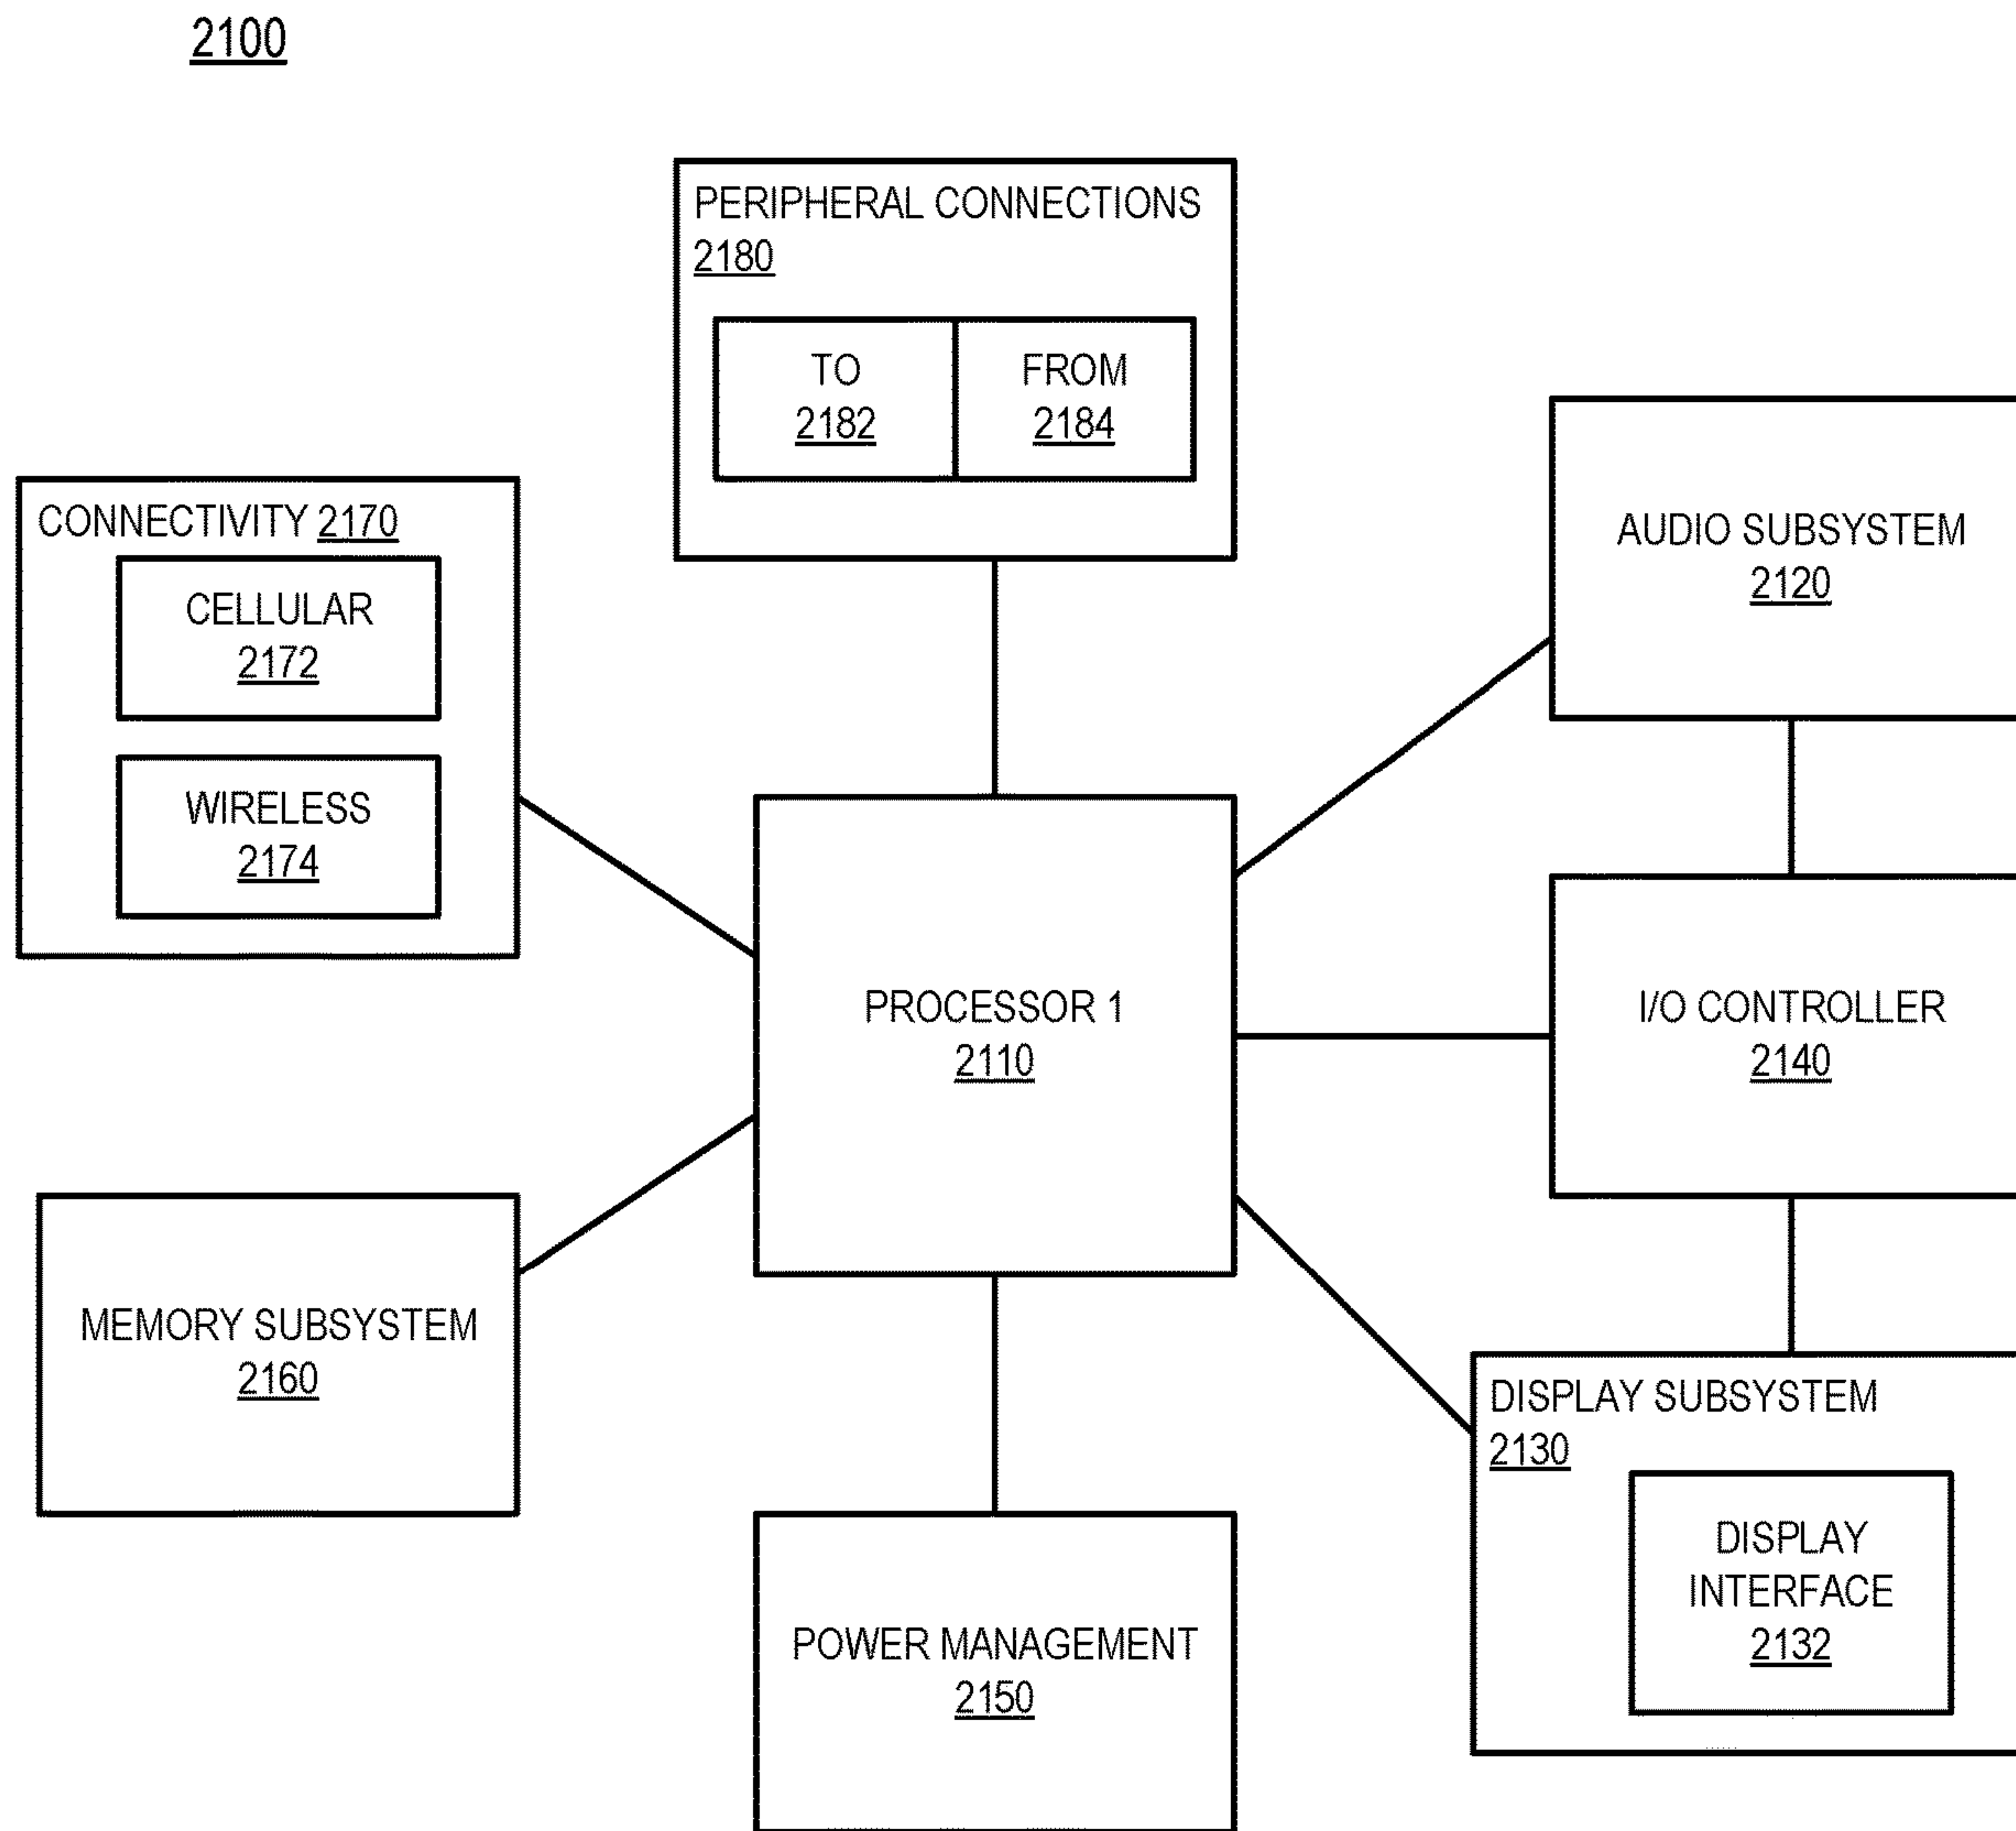 2100
PERIPHERAL CONNECTIONS
2180
TO
2182
FROM
2184
CONNECTIVITY 2170
CELLULAR
2172
WIRELESS
2174
AUDIO SUBSYSTEM
2120
PROCESSOR 1
2110
I/O CONTROLLER
2140
MEMORY SUBSYSTEM
2160
DISPLAY SUBSYSTEM
2130
DISPLAY
INTERFACE
2132
POWER MANAGEMENT
2150